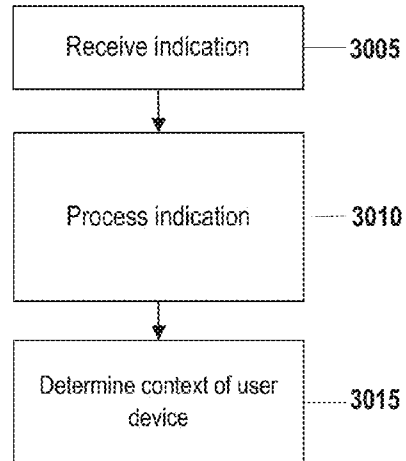 Receive indication
3005
Process indication
3010
Determine context of user
device
3015